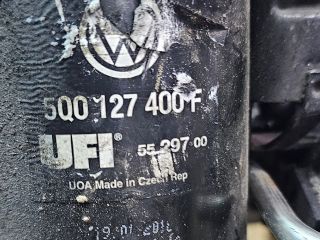 5Q0 127 400 F
UFI® 55.297 00
UOA Made in Czech Rep